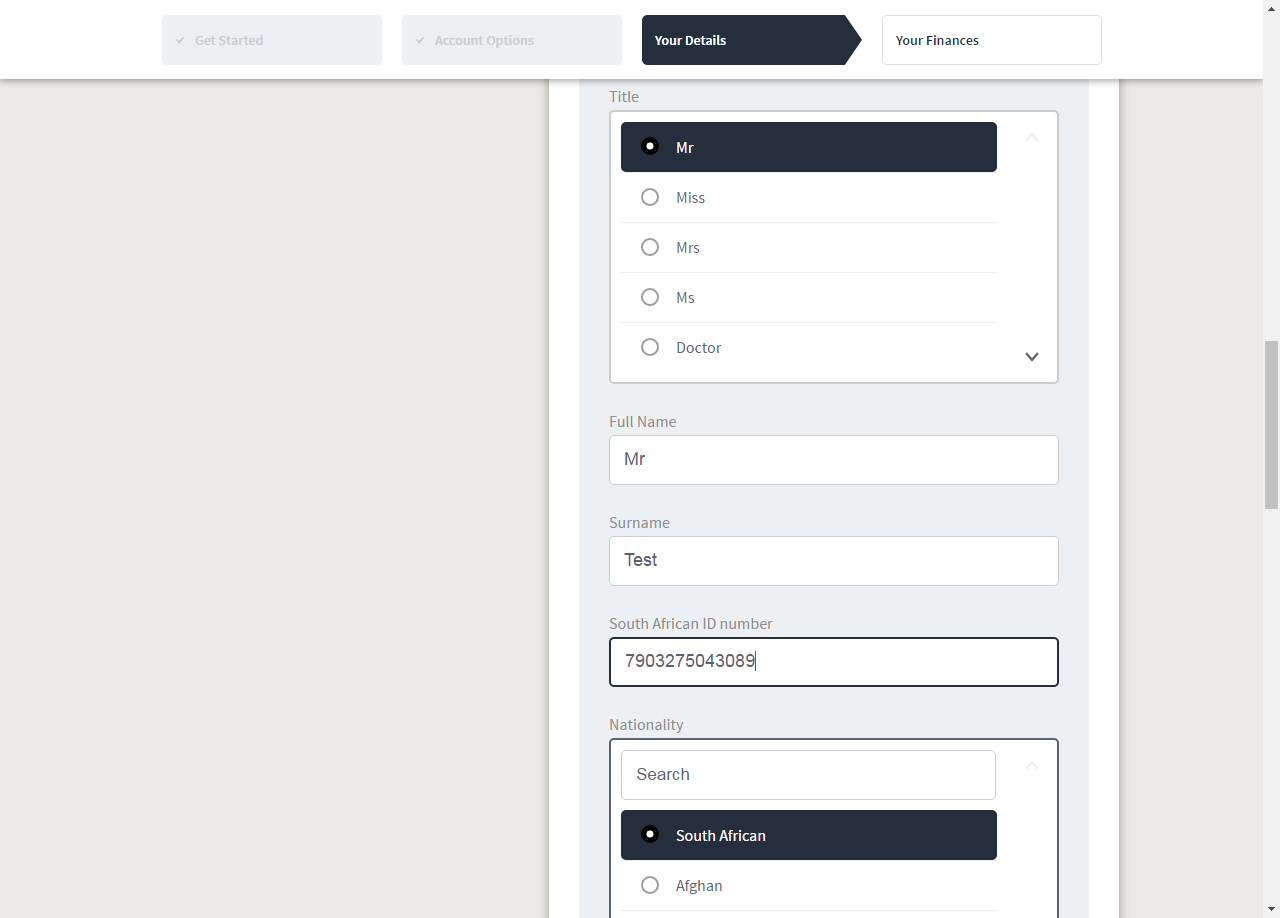 Get Started
Account Options
Your Details
Your Finances
Title
Mr
Miss
Mrs
Ms
Doctor
Full Name
Mr
Surname
Test
South African ID number
7903275043089
Nationality
Search
South African
Afghan